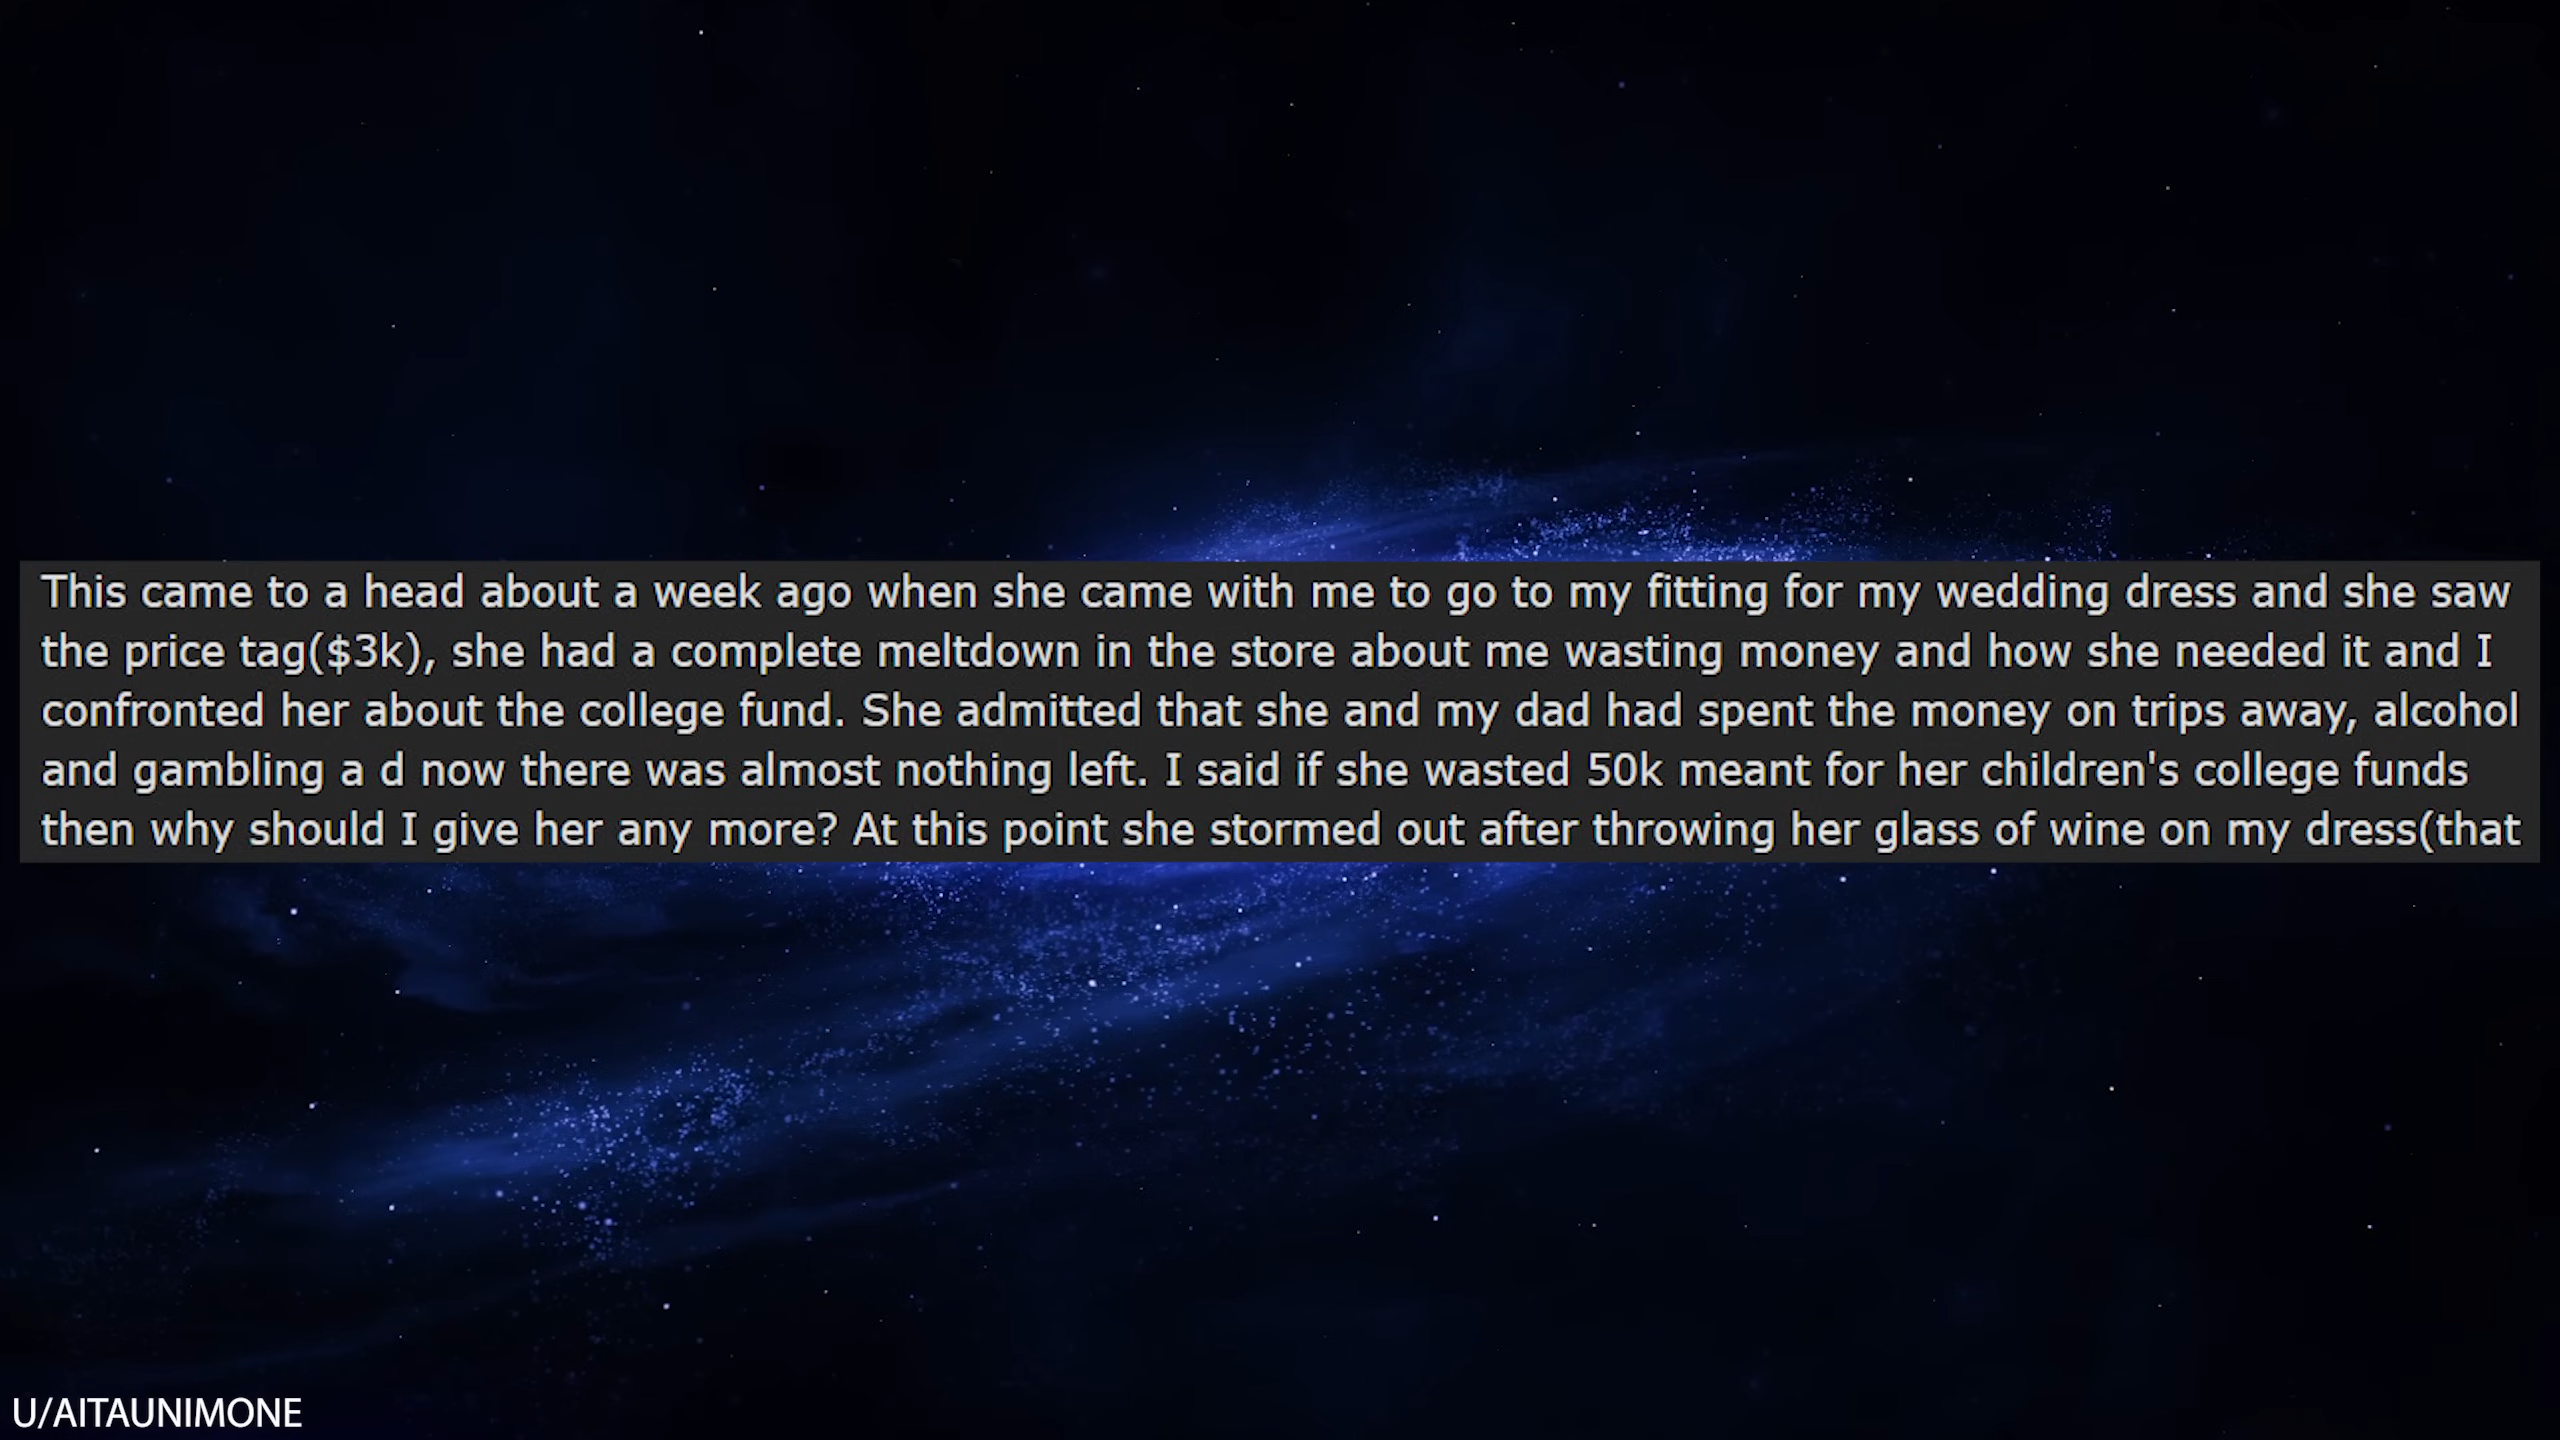 This came to a head about a week ago when she came with me to go to my fitting for my wedding dress and she saw
the price tag($3k), she had a complete meltdown in the store about me wasting money and how she needed it and I
confronted her about the college fund. She admitted that she and my dad had spent the money on trips away, alcohol
and gambling a d now there was almost nothing left. I said if she wasted 50k meant for her children's college funds
then why should I give her any more? At this point she stormed out after throwing her glass of wine on my dress(that
U/AITAUNIMONE